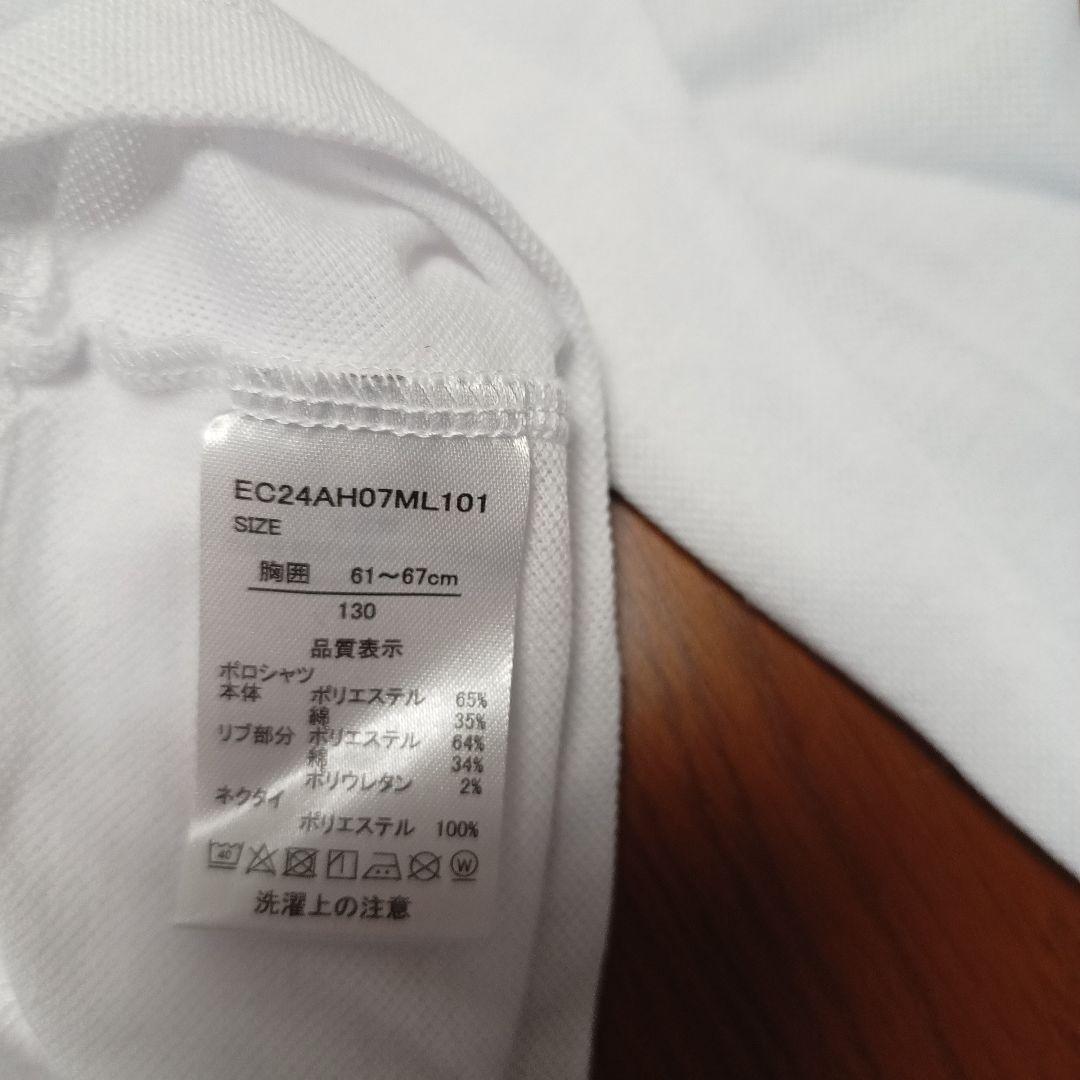 EC24AH07ML101
SIZE
胸囲 61～67cm
130
品質表示
ポロシャツ
本体 ポリエステル 65%
綿 35%
リブ部分 ポリエステル 64%
綿 34%
ポリウレタン 2%
ネクタイ
ポリエステル 100%
40 W
洗濯上の注意